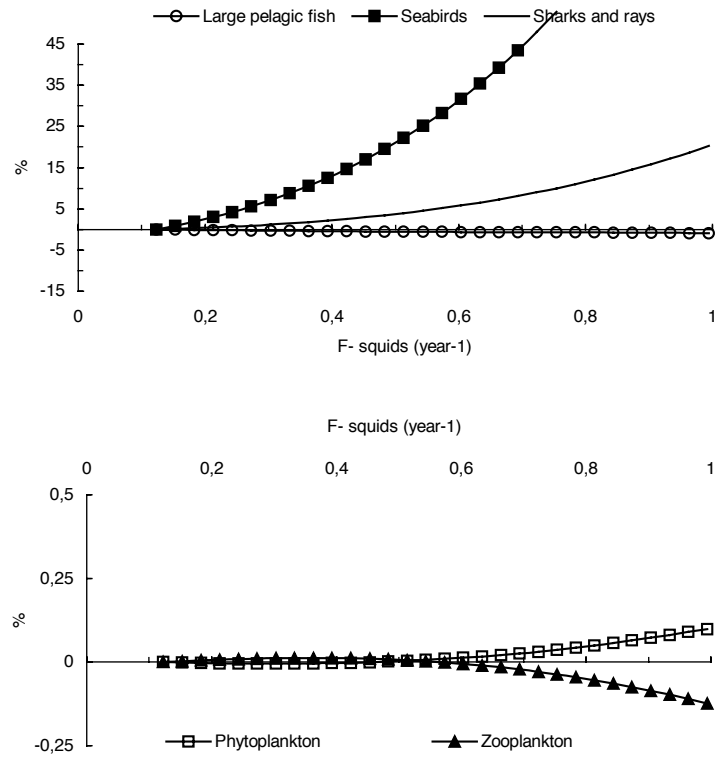 Large pelagic fish Seabirds Sharks and rays
45
35
25
15
5
-5
-15
%
0 0,2 0,4 0,6 0,8 1
F- squids (year-1)
F- squids (year-1)
0 0,2 0,4 0,6 0,8 1
0,5
0,25
0
-0,25
%
Phytoplankton Zooplankton